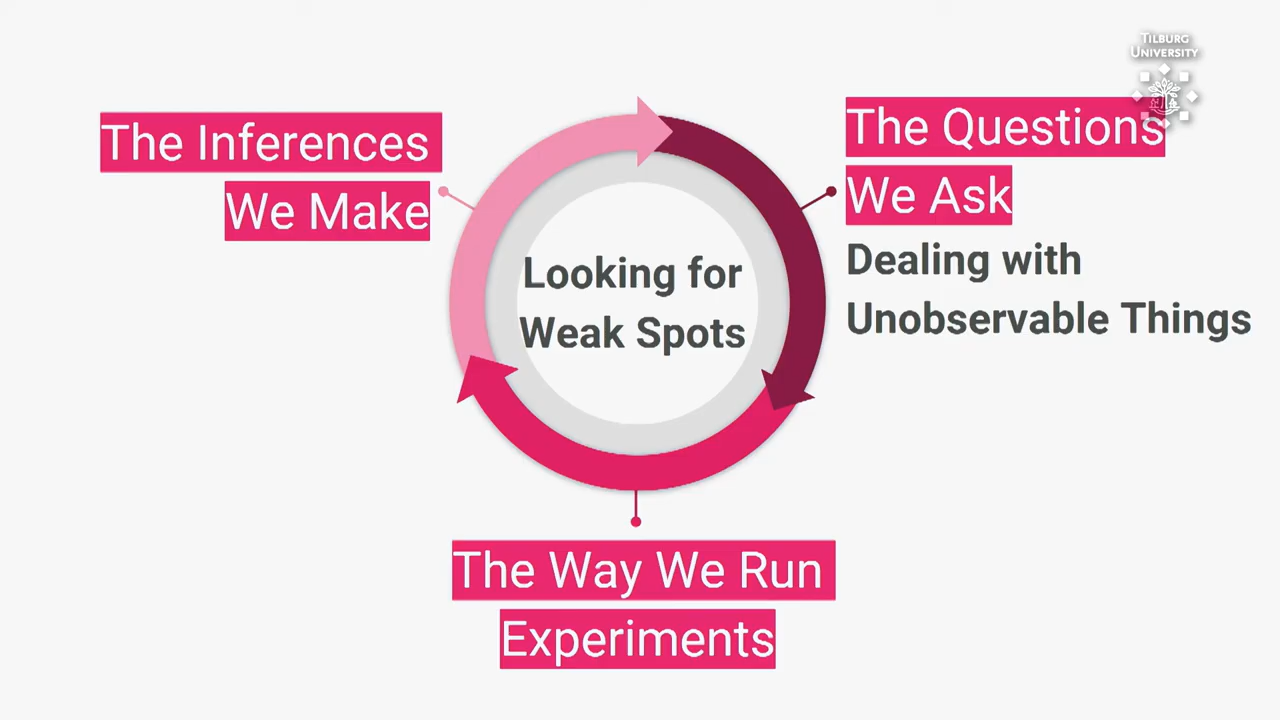 TILBURG
UNIVERSITY
The Inferences
We Make
The Questions
We Ask
Dealing with
Unobservable Things
Looking for
Weak Spots
The Way We Run
Experiments